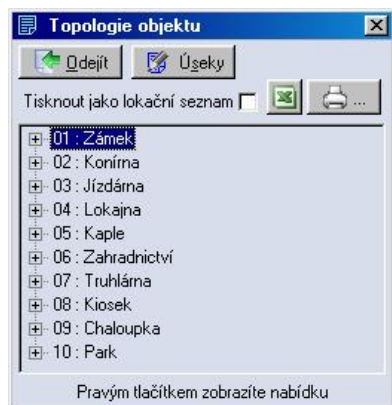 Topologie objektu
Odejít Úseky
Tisknout jako lokační seznam ...
01 : Zámek
02 : Konírna
03 : Jízdárna
04 : Lokajna
05 : Kaple
06 : Zahradnictví
07 : Truhlárna
08 : Kiosek
09 : Chaloupka
10 : Park
Pravým tlačítkem zobrazíte nabídku